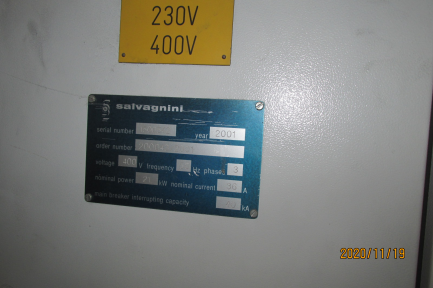 230V
400V
salvagnini
serial number
year 2001
order number
voltage 400 V frequency Hz phase 3
nominal power kW nominal current A
main breaker interrupting capacity kA
2020/11/19